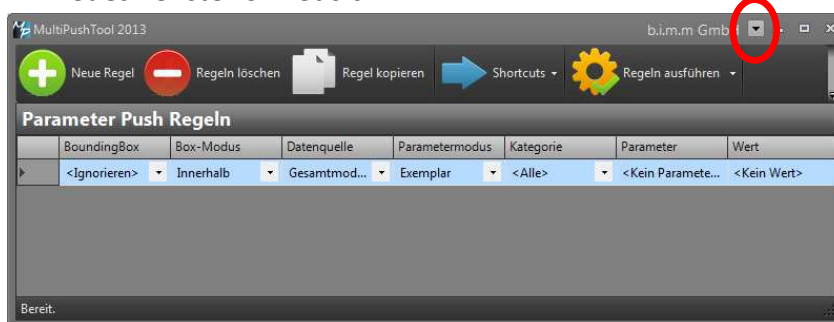 MultiPushTool 2013 b.i.m.m Gmb
Neue Regel Regeln löschen Regel kopieren Shortcuts Regeln ausführen
Parameter Push Regeln
BoundingBox Box-Modus Datenquelle Parametermodus Kategorie Parameter Wert
<Ignorieren> Innerhalb Gesamtmod... Exemplar <Alle> <Kein Paramete... <Kein Wert>
Bereit.